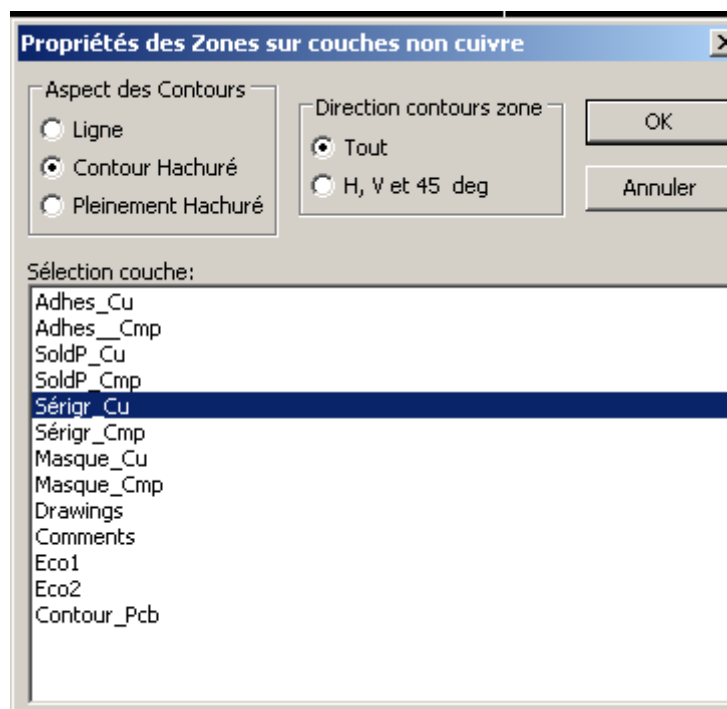 Propriétés des Zones sur couches non cuivre
Aspect des Contours
Ligne
Contour Hachuré
Pleinement Hachuré
Direction contours zone
Tout
H, V et 45 deg
OK
Annuler
Sélection couche:
Adhes_Cu
Adhes__Cmp
SoldP_Cu
SoldP_Cmp
Sérigr_Cu
Sérigr_Cmp
Masque_Cu
Masque_Cmp
Drawings
Comments
Eco1
Eco2
Contour_Pcb